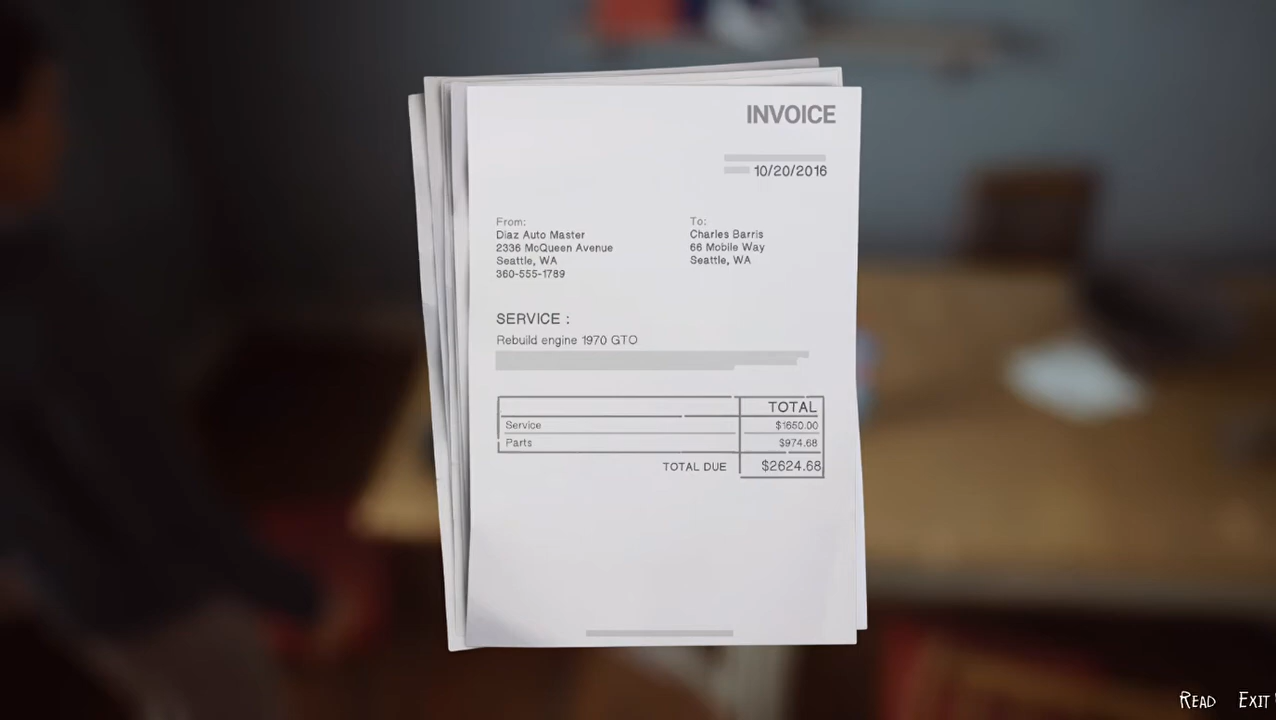 INVOICE
10/20/2016
From:
Diaz Auto Master
2336 McQueen Avenue
Seattle, WA
360-555-1789
To:
Charles Barris
66 Mobile Way
Seattle, WA
SERVICE :
Rebuild engine 1970 GTO
TOTAL
Service $1650.00
Parts $974.68
TOTAL DUE $2624.68
READ EXIT